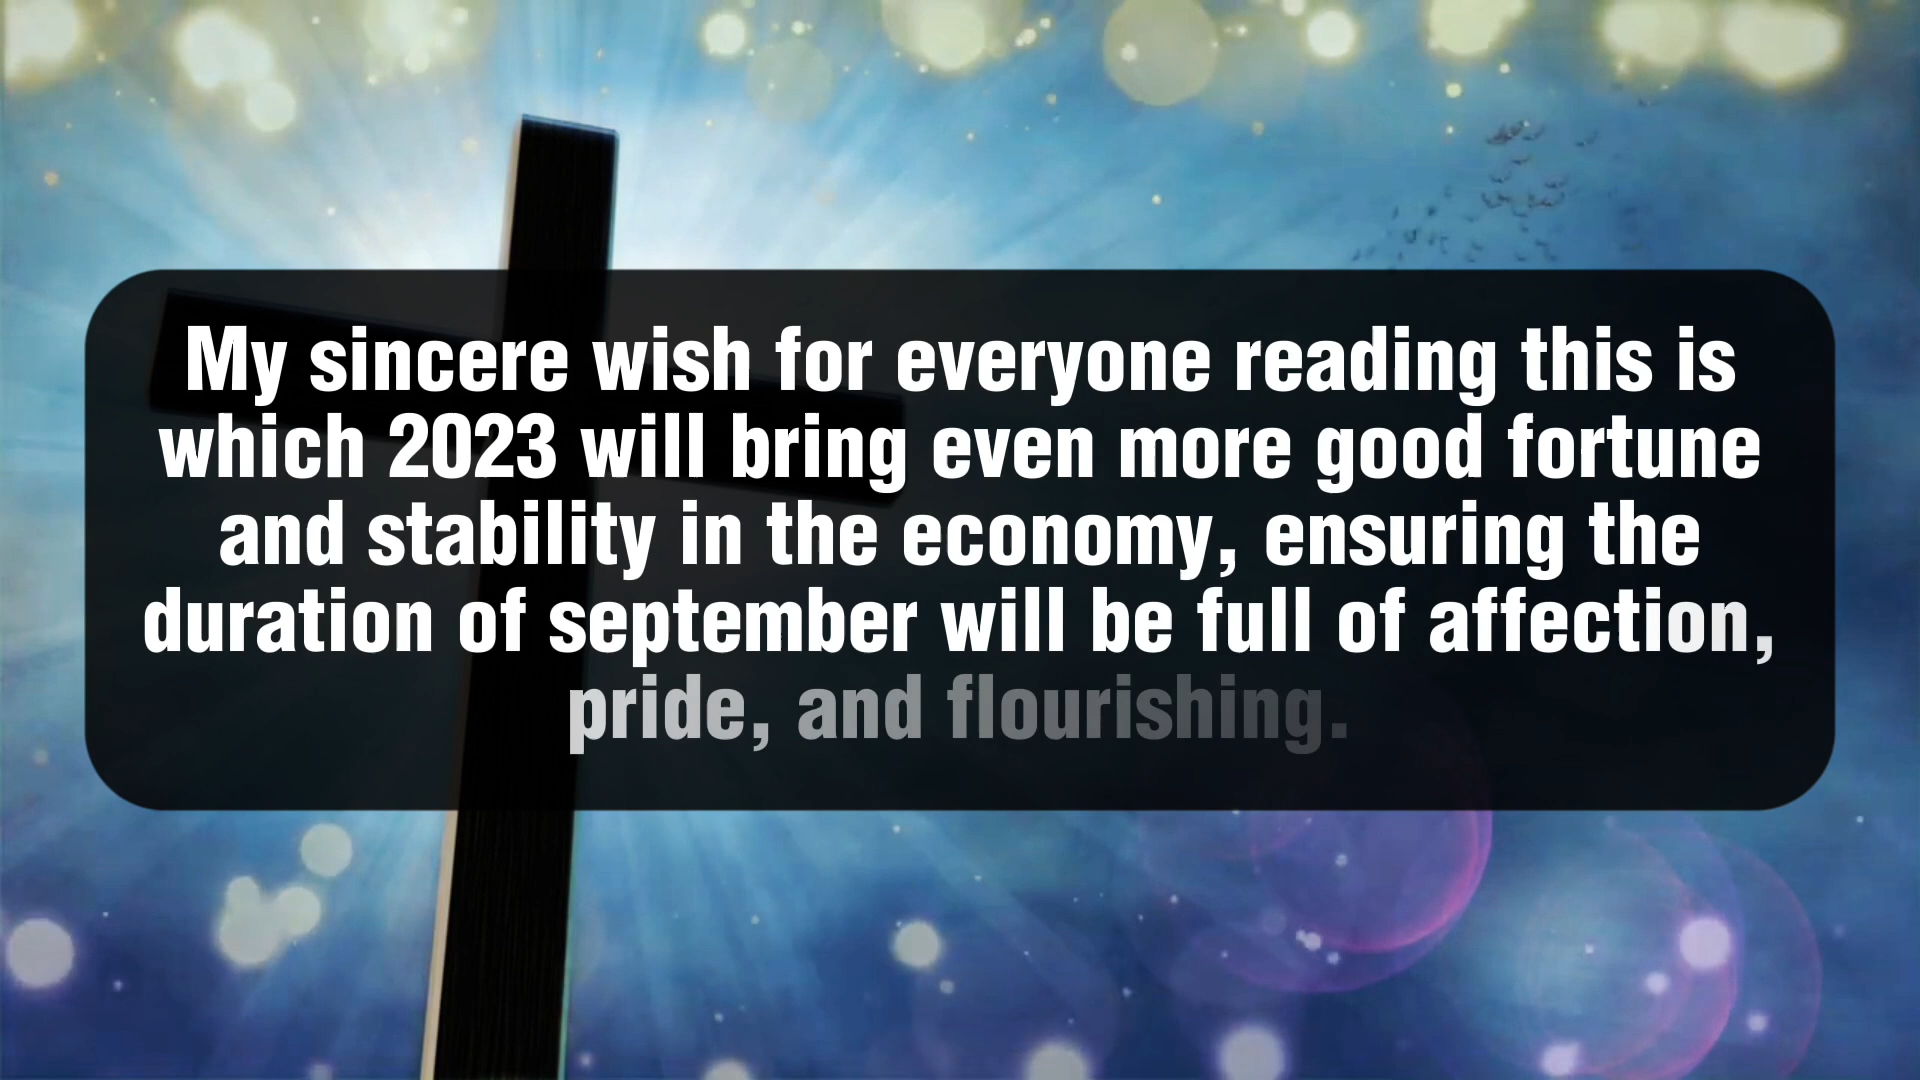 My sincere wish for everyone reading this is
which 2023 will bring even more good fortune
and stability in the economy, ensuring the
duration of september will be full of affection,
pride, and flourishing.